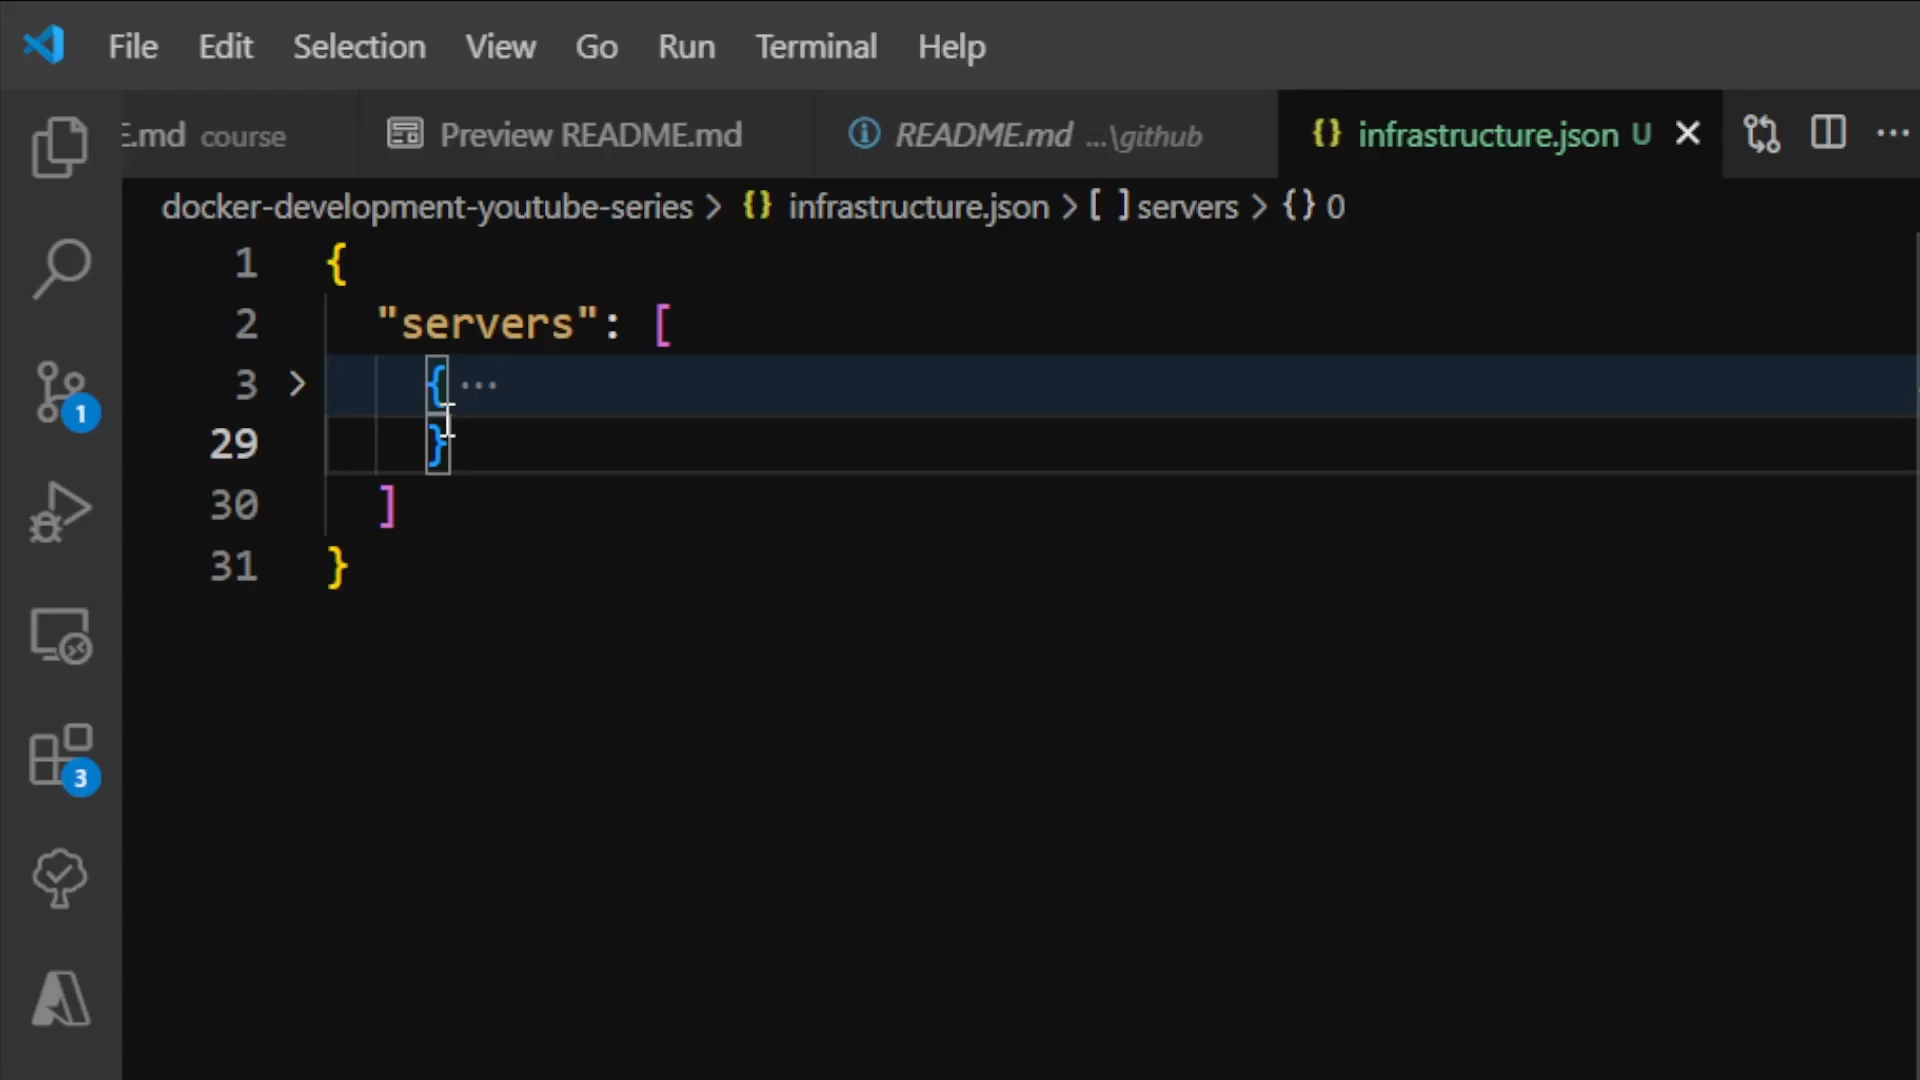 File Edit Selection View Go Run Terminal Help
E.md course Preview README.md README.md ...\github {} infrastructure.json U
docker-development-youtube-series > {} infrastructure.json > [ ] servers > {} 0
1 {
2 "servers": [
3 > { ...
29 }
30 ]
31 }
1
3